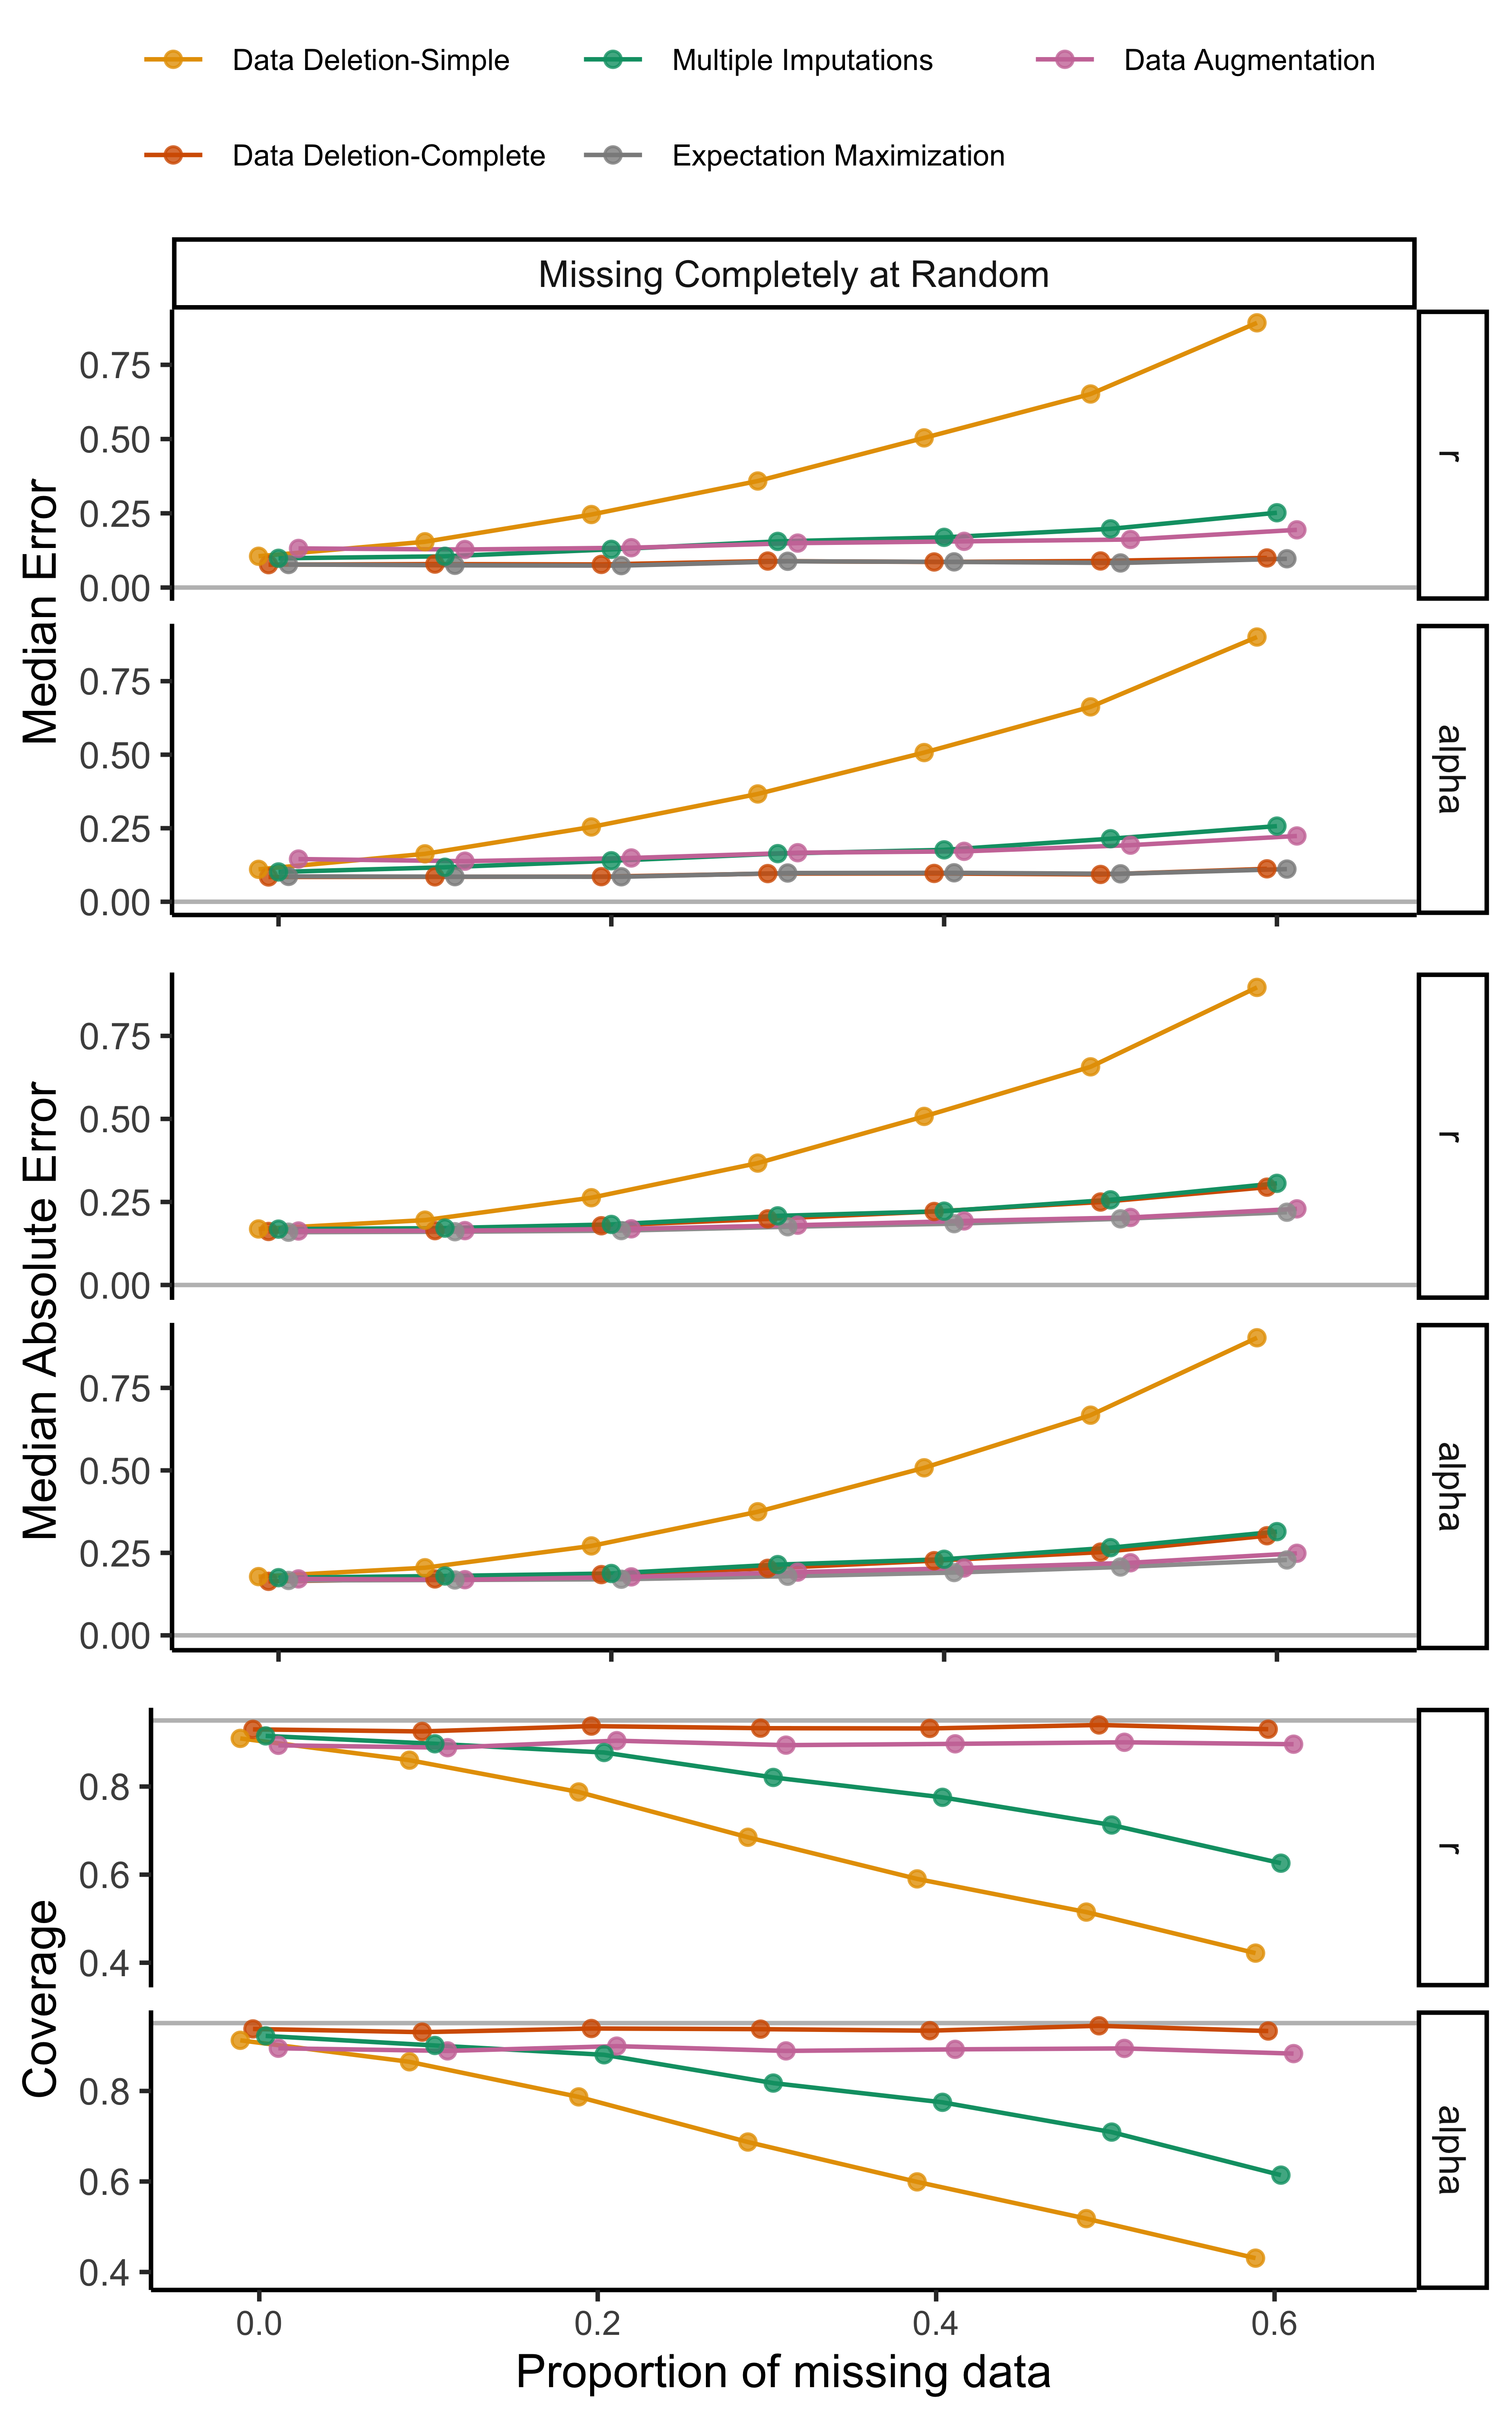 Data Deletion-Simple
Multiple Imputations
Data Augmentation
Data Deletion-Complete
Expectation Maximization
Missing Completely at Random
Median Error
0.75
0.50
0.25
0.00
r
0.75
0.50
0.25
0.00
alpha
Median Absolute Error
0.75
0.50
0.25
0.00
r
0.75
0.50
0.25
0.00
alpha
Coverage
0.8
0.6
0.4
r
0.8
0.6
0.4
alpha
0.0
0.2
0.4
0.6
Proportion of missing data